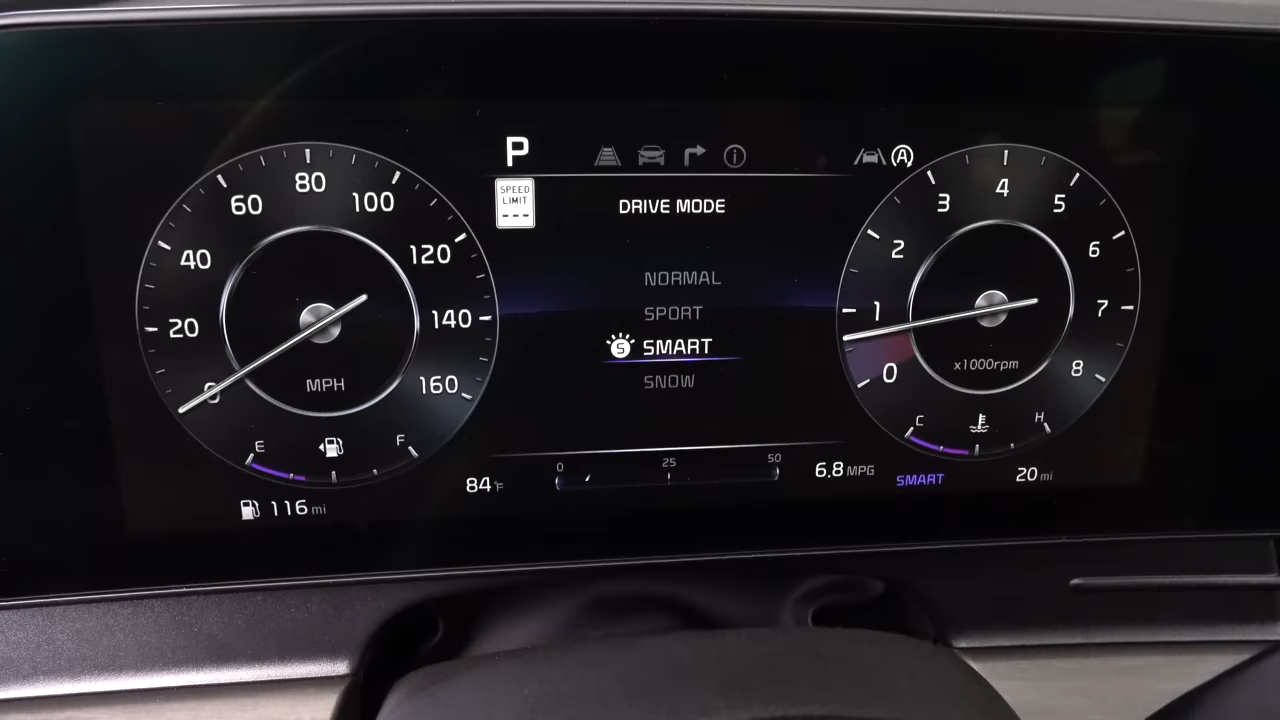 P
SPEED
LIMIT
---
DRIVE MODE
NORMAL
SPORT
S SMART
SNOW
0
20
40
60
80
100
120
140
160
MPH
E
F
116 mi
84°F
0
25
50
6.8 MPG
A
0
1
2
3
4
5
6
7
8
x1000rpm
C
H
SMART
20 mi